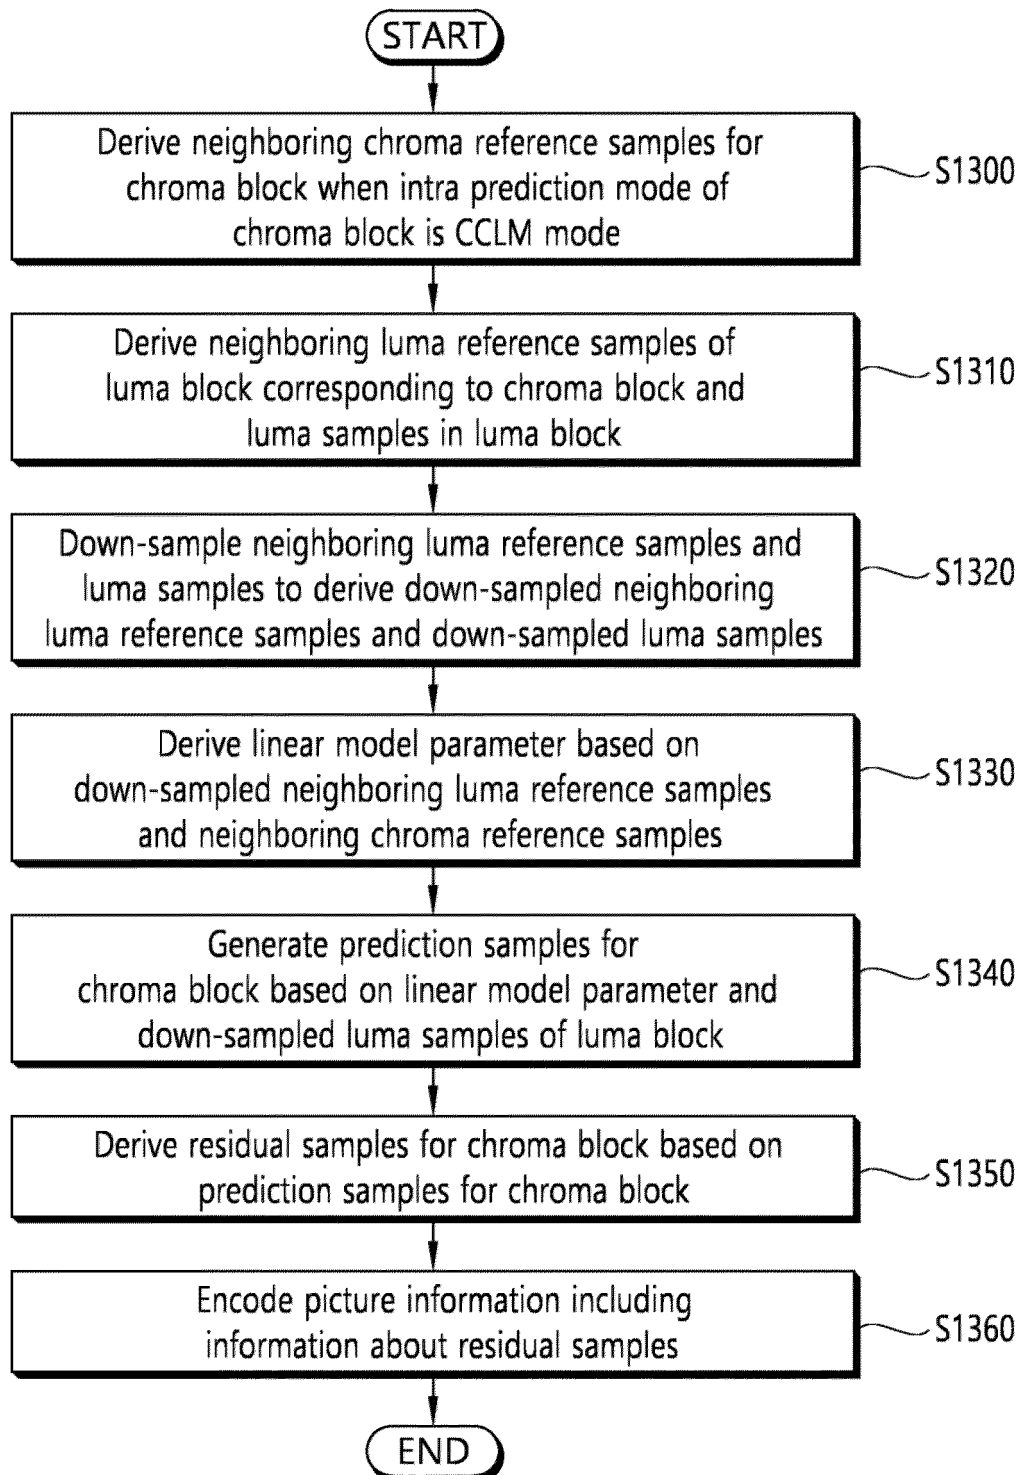 START
Derive neighboring chroma reference samples for
chroma block when intra prediction mode of
chroma block is CCLM mode
S1300
Derive neighboring luma reference samples of
luma block corresponding to chroma block and
luma samples in luma block
S1310
Down-sample neighboring luma reference samples and
luma samples to derive down-sampled neighboring
luma reference samples and down-sampled luma samples
S1320
Derive linear model parameter based on
down-sampled neighboring luma reference samples
and neighboring chroma reference samples
S1330
Generate prediction samples for
chroma block based on linear model parameter and
down-sampled luma samples of luma block
S1340
Derive residual samples for chroma block based on
prediction samples for chroma block
S1350
Encode picture information including
information about residual samples
S1360
END